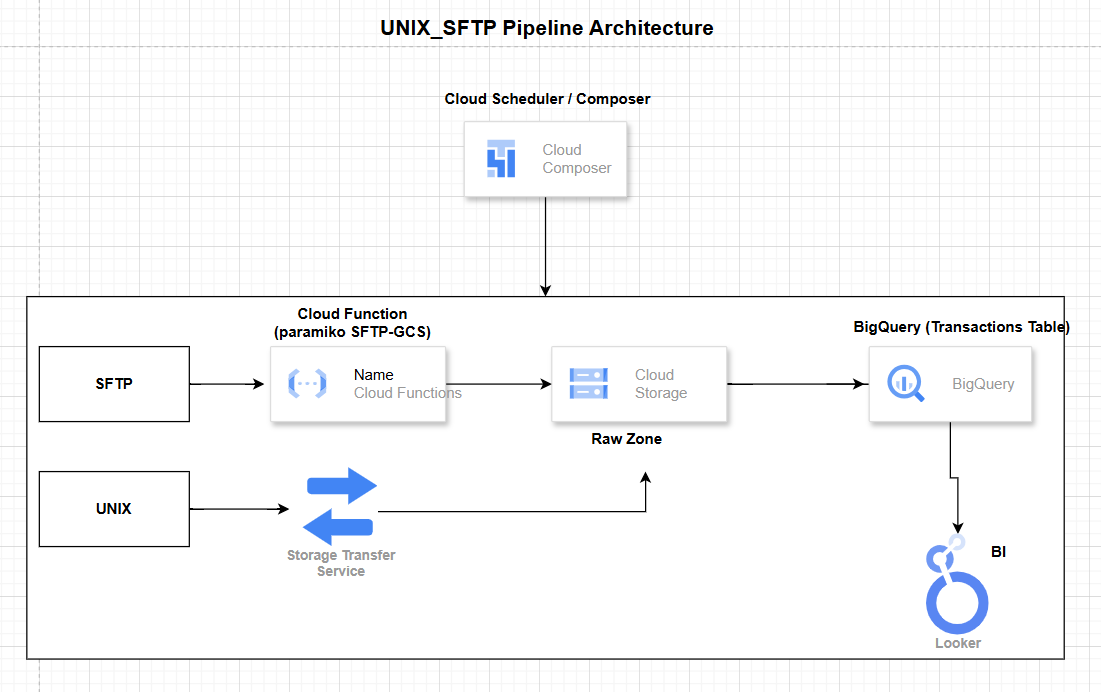 UNIX_SFTP Pipeline Architecture
Cloud Scheduler / Composer
Cloud
Composer
Cloud Function
(paramiko SFTP-GCS)
BigQuery (Transactions Table)
SFTP
Name
Cloud Functions
Cloud
Storage
BigQuery
Raw Zone
UNIX
Storage Transfer
Service
BI
Looker